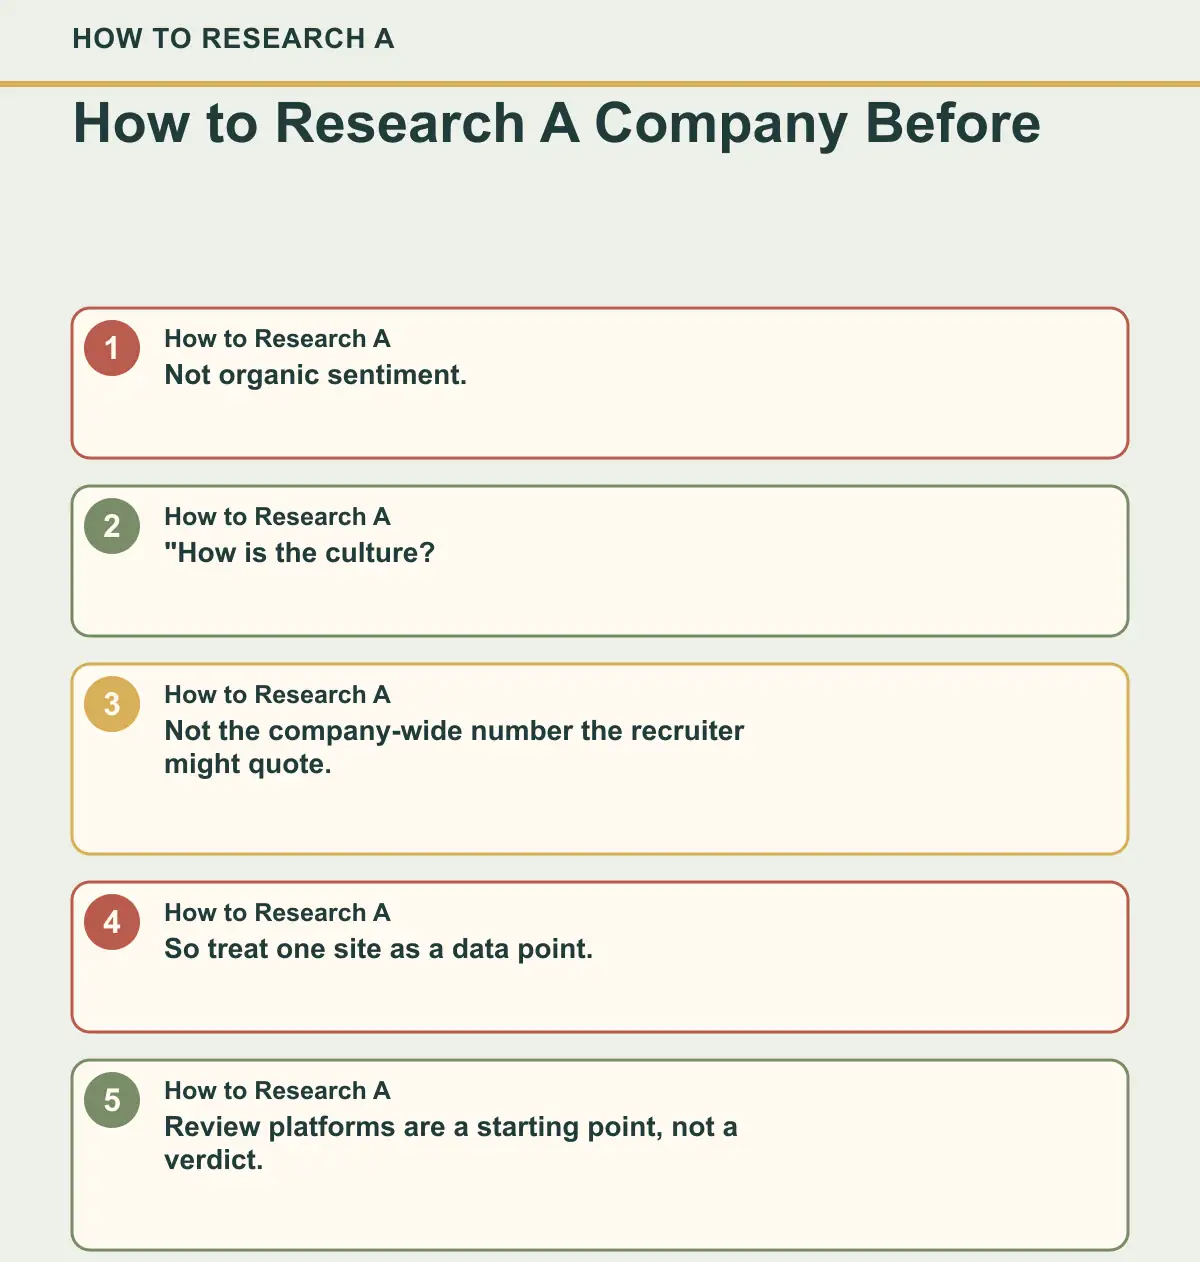 HOW TO RESEARCH A
How to Research A Company Before
1
How to Research A
Not organic sentiment.
2
How to Research A
"How is the culture?
3
How to Research A
Not the company-wide number the recruiter
might quote.
4
How to Research A
So treat one site as a data point.
5
How to Research A
Review platforms are a starting point, not a
verdict.